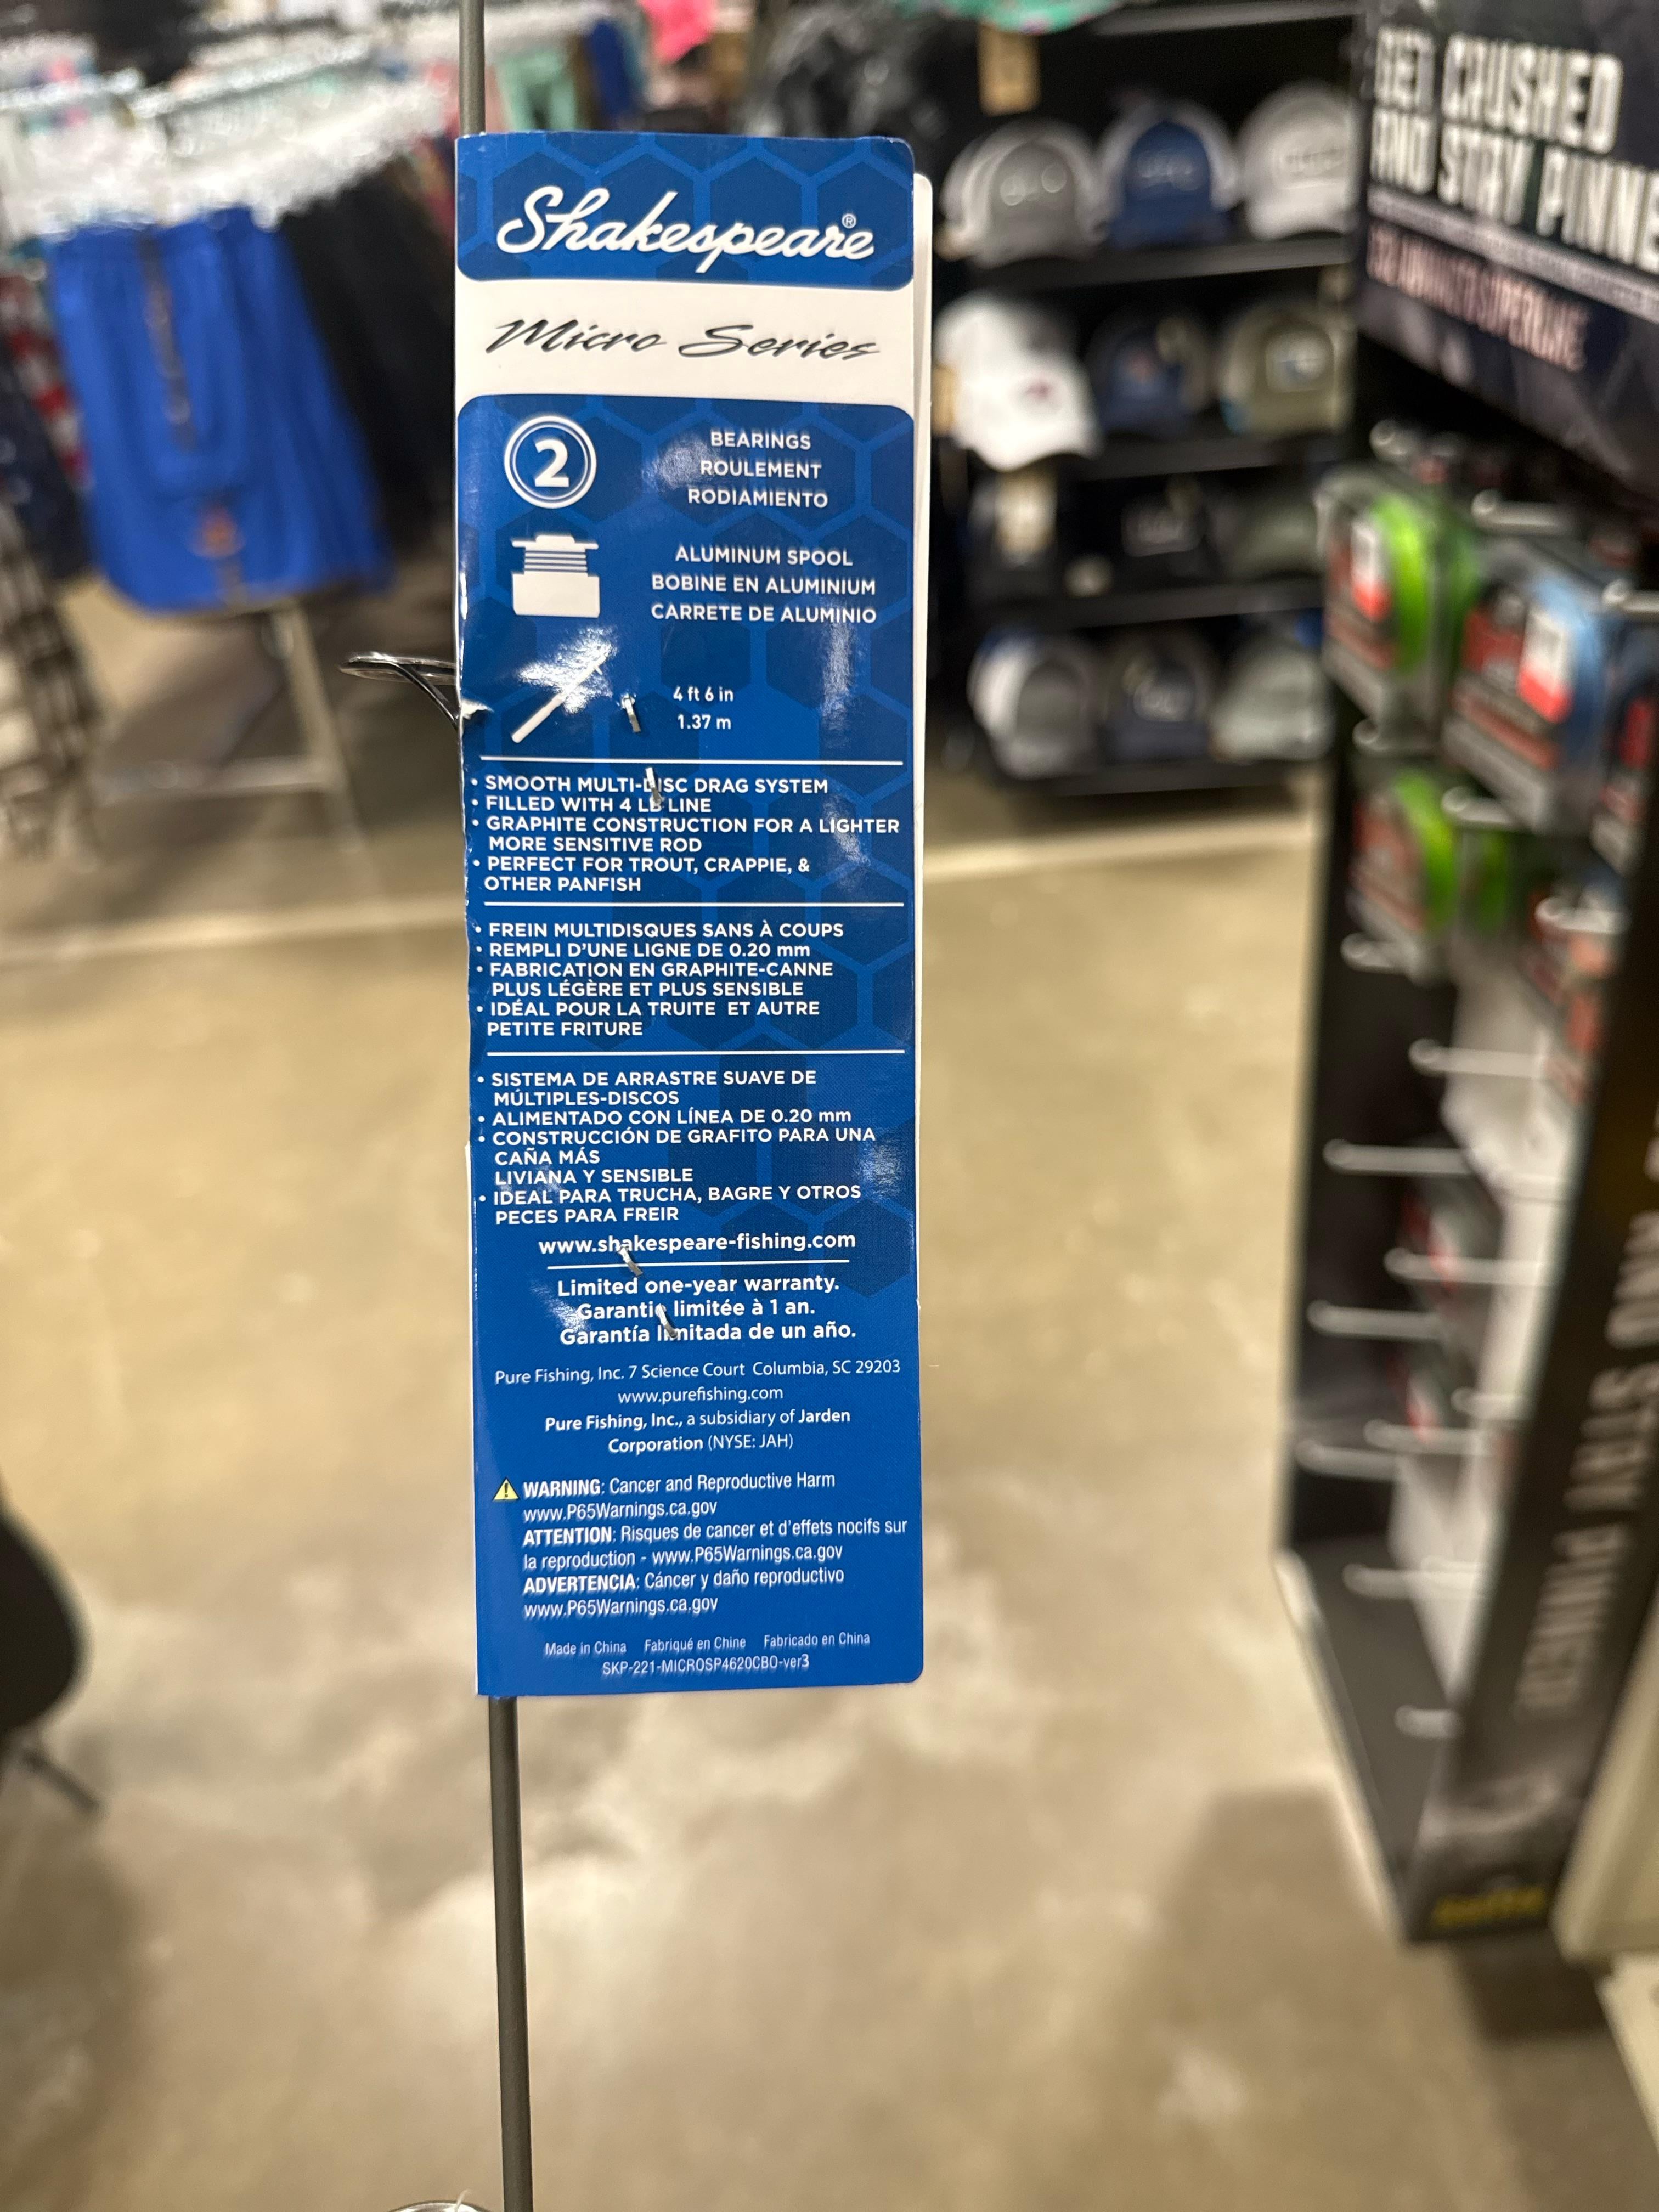 Shakespeare®
Micro Series
2
BEARINGS
ROULEMENT
RODIAMIENTO
ALUMINUM SPOOL
BOBINE EN ALUMINIUM
CARRETE DE ALUMINIO
4 ft 6 in
1.37 m
• SMOOTH MULTI-DISC DRAG SYSTEM
• FILLED WITH 4 LB LINE
• GRAPHITE CONSTRUCTION FOR A LIGHTER
MORE SENSITIVE ROD
• PERFECT FOR TROUT, CRAPPIE, &
OTHER PANFISH
• FREIN MULTIDISQUES SANS À COUPS
• REMPLI D'UNE LIGNE DE 0.20 mm
• FABRICATION EN GRAPHITE-CANNE
PLUS LÉGÈRE ET PLUS SENSIBLE
• IDÉAL POUR LA TRUITE ET AUTRE
PETITE FRITURE
• SISTEMA DE ARRASTRE SUAVE DE
MÚLTIPLES-DISCOS
• ALIMENTADO CON LÍNEA DE 0.20 mm
• CONSTRUCCIÓN DE GRAFITO PARA UNA
CAÑA MÁS
LIVIANA Y SENSIBLE
• IDEAL PARA TRUCHA, BAGRE Y OTROS
PECES PARA FREIR
www.shakespeare-fishing.com
Limited one-year warranty.
Garantie limitée à 1 an.
Garantía limitada de un año.
Pure Fishing, Inc. 7 Science Court Columbia, SC 29203
www.purefishing.com
Pure Fishing, Inc., a subsidiary of Jarden
Corporation (NYSE: JAH)
WARNING: Cancer and Reproductive Harm
www.P65Warnings.ca.gov
ATTENTION: Risques de cancer et d'effets nocifs sur
la reproduction - www.P65Warnings.ca.gov
ADVERTENCIA: Cáncer y daño reproductivo
www.P65Warnings.ca.gov
Made in China Fabriqué en Chine Fabricado en China
SKP-221-MICROSP4620CBO-ver3
GET CRUSHED
AND STAY PINNE
AND STAY PINNED!